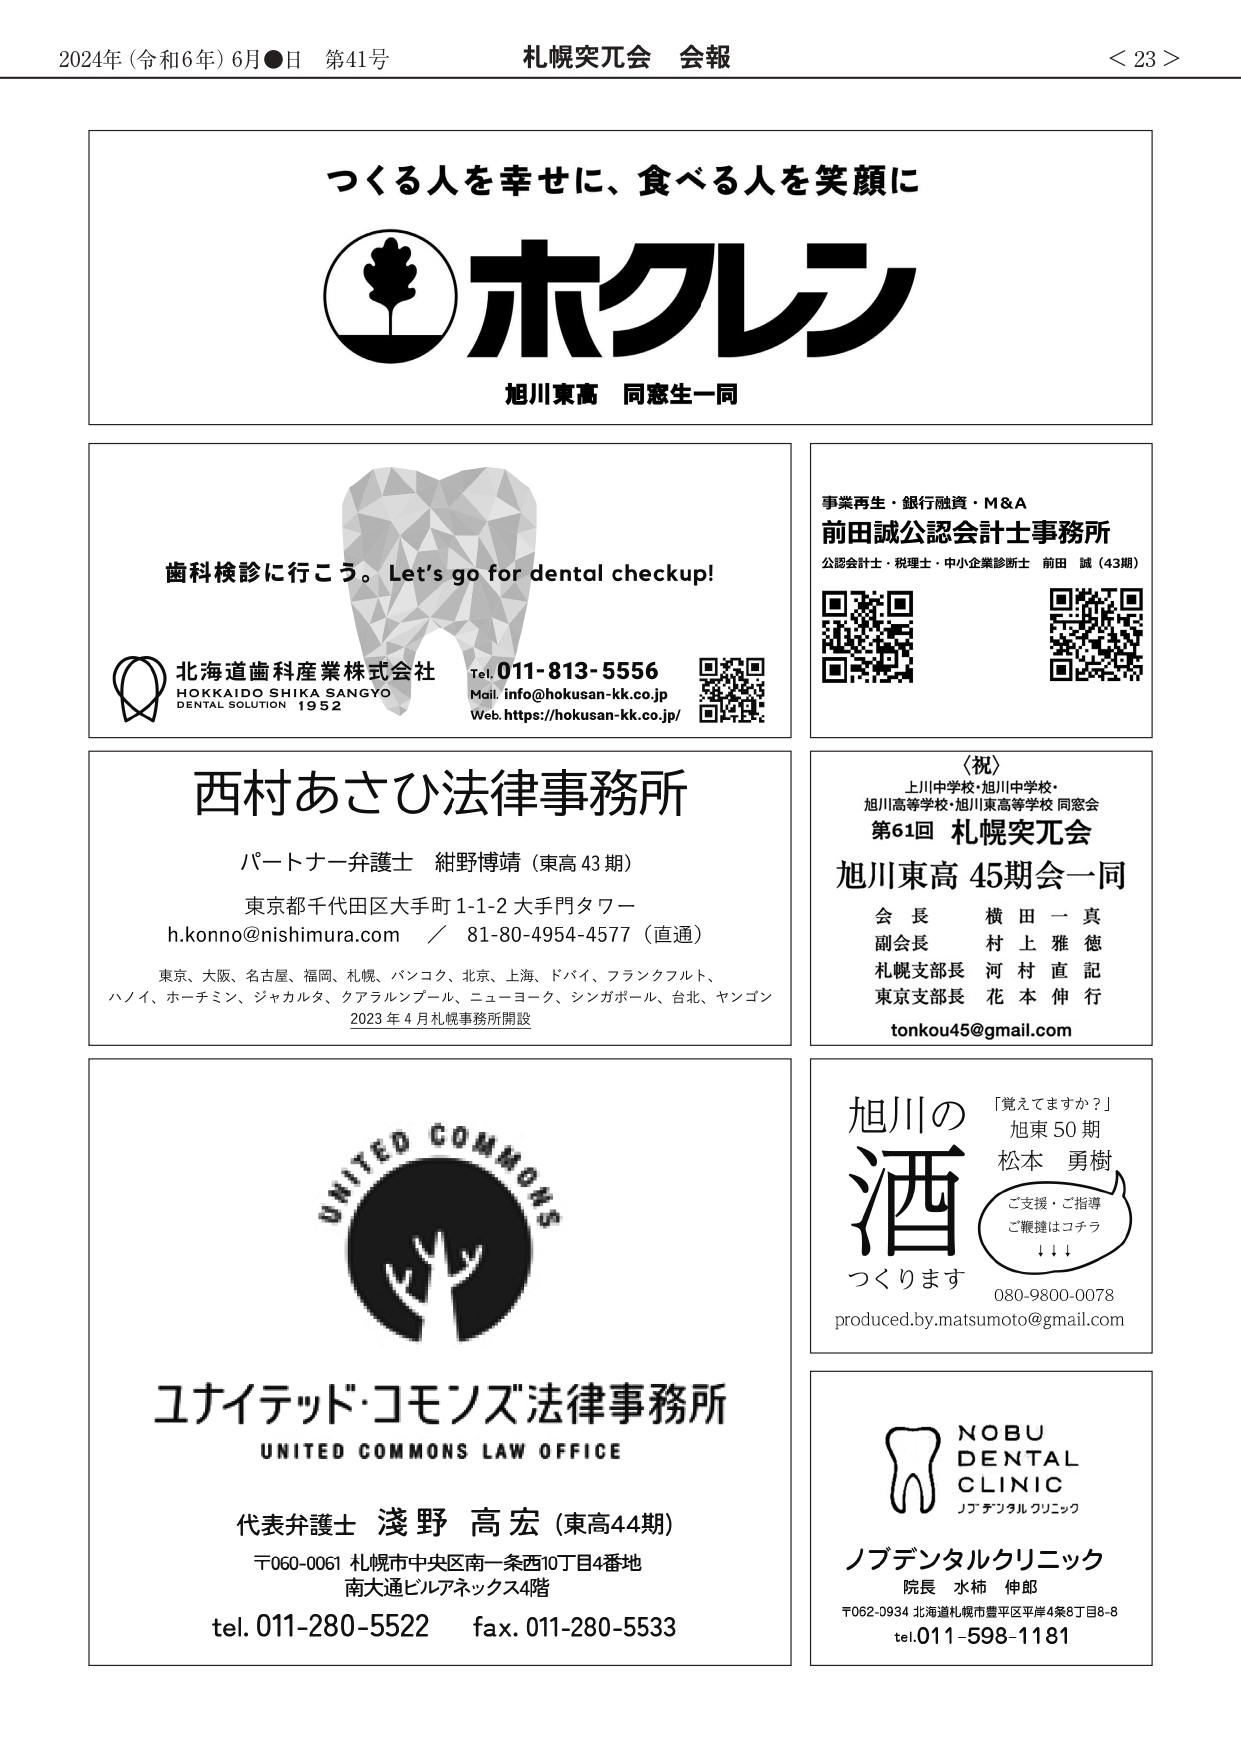 2024年（令和6年）6月●日　第41号
札幌突兀会　会報
＜ 23 ＞
つくる人を幸せに、食べる人を笑顔に
ホクレン
旭川東高　同窓生一同
歯科検診に行こう。 Let's go for dental checkup!
北海道歯科産業株式会社
HOKKAIDO SHIKA SANGYO
DENTAL SOLUTION 1952
Tel. 011-813-5556
Mail. info@hokusan-kk.co.jp
Web. https://hokusan-kk.co.jp/
事業再生・銀行融資・M&A
前田誠公認会計士事務所
公認会計士・税理士・中小企業診断士　前田　誠（43期）
西村あさひ法律事務所
パートナー弁護士　紺野博靖（東高 43 期）
東京都千代田区大手町 1-1-2 大手門タワー
h.konno@nishimura.com　／　81-80-4954-4577（直通）
東京、大阪、名古屋、福岡、札幌、バンコク、北京、上海、ドバイ、フランクフルト、
ハノイ、ホーチミン、ジャカルタ、クアラルンプール、ニューヨーク、シンガポール、台北、ヤンゴン
2023 年 4 月札幌事務所開設
〈祝〉
上川中学校・旭川中学校・
旭川高等学校・旭川東高等学校 同窓会
第61回　札幌突兀会
旭川東高 45期会一同
会　長　横田一真
副会長　村上雅徳
札幌支部長　河村直記
東京支部長　花本伸行
tonkou45@gmail.com
UNITED COMMONS
ユナイテッド・コモンズ法律事務所
UNITED COMMONS LAW OFFICE
代表弁護士　淺野　高宏（東高44期）
〒060-0061 札幌市中央区南一条西10丁目4番地
南大通ビルアネックス4階
tel. 011-280-5522　fax. 011-280-5533
旭川の
酒
つくります
「覚えてますか？」
旭東 50 期
松本　勇樹
ご支援・ご指導
ご鞭撻はコチラ
↓↓↓
080-9800-0078
produced.by.matsumoto@gmail.com
NOBU
DENTAL
CLINIC
ノブデンタルクリニック
ノブデンタルクリニック
院長　水柿　伸郎
〒062-0934 北海道札幌市豊平区平岸4条8丁目8-8
tel.011-598-1181